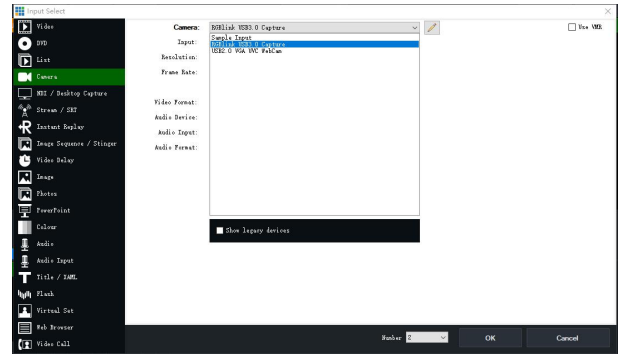 Input Select
Video
DVD
List
Camera
NDI / Desktop Capture
Stream / SRT
Instant Replay
Image Sequence / Stinger
Video Delay
Image
Photos
PowerPoint
Colour
Audio
Audio Input
Title / XAML
Flash
Virtual Set
Web Browser
Video Call
Camera: RGBlink USB3.0 Capture
Use VMR
Sample Input
Input: RGBlink USB3.0 Capture
USB2.0 VGA UVC WebCam
Resolution:
Frame Rate:
Video Format:
Audio Device:
Audio Input:
Audio Format:
Show legacy devices
Number 2 OK Cancel